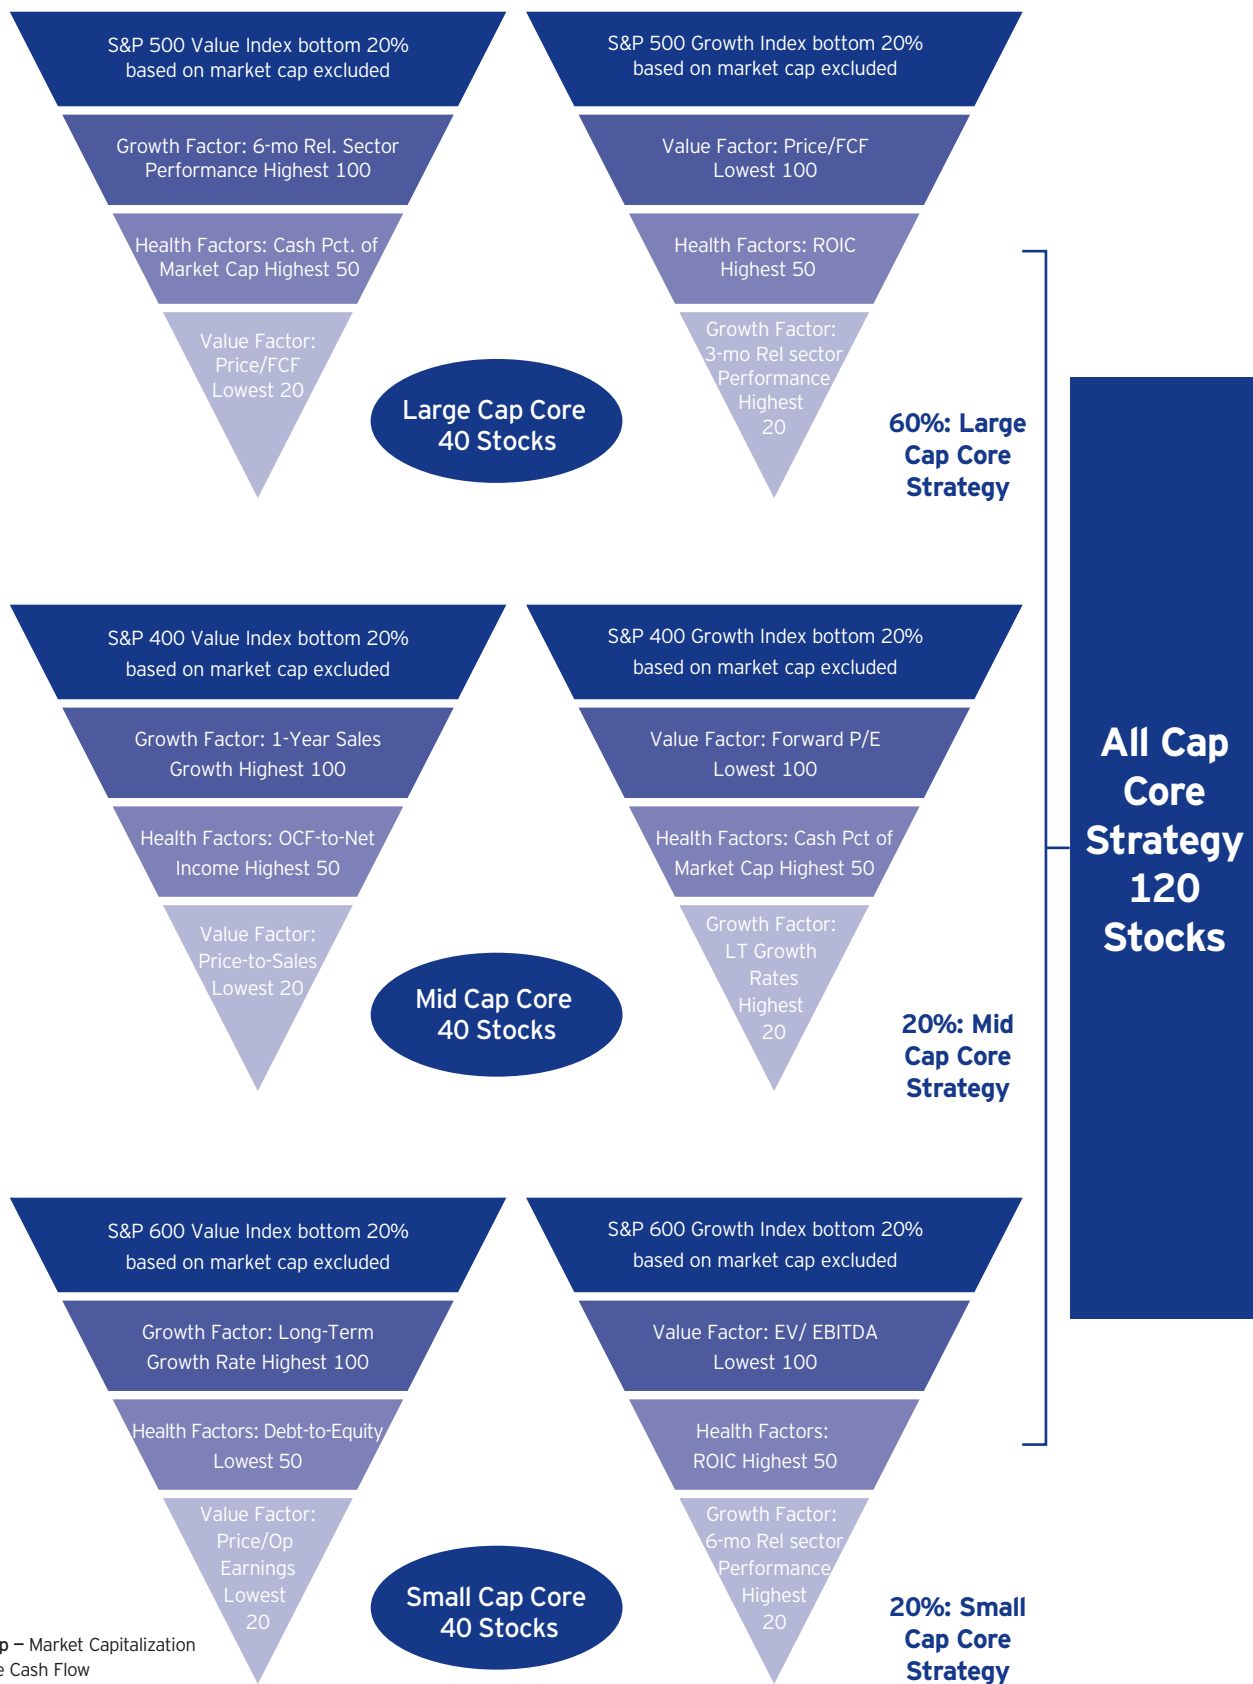 S&P 500 Value Index bottom 20%
based on market cap excluded
Growth Factor: 6-mo Rel. Sector
Performance Highest 100
Health Factors: Cash Pct. of
Market Cap Highest 50
Value Factor:
Price/FCF
Lowest 20
S&P 500 Growth Index bottom 20%
based on market cap excluded
Value Factor: Price/FCF
Lowest 100
Health Factors: ROIC
Highest 50
Growth Factor:
3-mo Rel sector
Performance
Highest
20
Large Cap Core
40 Stocks
60%: Large
Cap Core
Strategy
S&P 400 Value Index bottom 20%
based on market cap excluded
Growth Factor: 1-Year Sales
Growth Highest 100
Health Factors: OCF-to-Net
Income Highest 50
Value Factor:
Price-to-Sales
Lowest 20
S&P 400 Growth Index bottom 20%
based on market cap excluded
Value Factor: Forward P/E
Lowest 100
Health Factors: Cash Pct of
Market Cap Highest 50
Growth Factor:
LT Growth
Rates
Highest
20
Mid Cap Core
40 Stocks
20%: Mid
Cap Core
Strategy
S&P 600 Value Index bottom 20%
based on market cap excluded
Growth Factor: Long-Term
Growth Rate Highest 100
Health Factors: Debt-to-Equity
Lowest 50
Value Factor:
Price/Op
Earnings
Lowest
20
S&P 600 Growth Index bottom 20%
based on market cap excluded
Value Factor: EV/ EBITDA
Lowest 100
Health Factors:
ROIC Highest 50
Growth Factor:
6-mo Rel sector
Performance
Highest
20
Small Cap Core
40 Stocks
20%: Small
Cap Core
Strategy
All Cap
Core
Strategy
120
Stocks
p – Market Capitalization
e Cash Flow